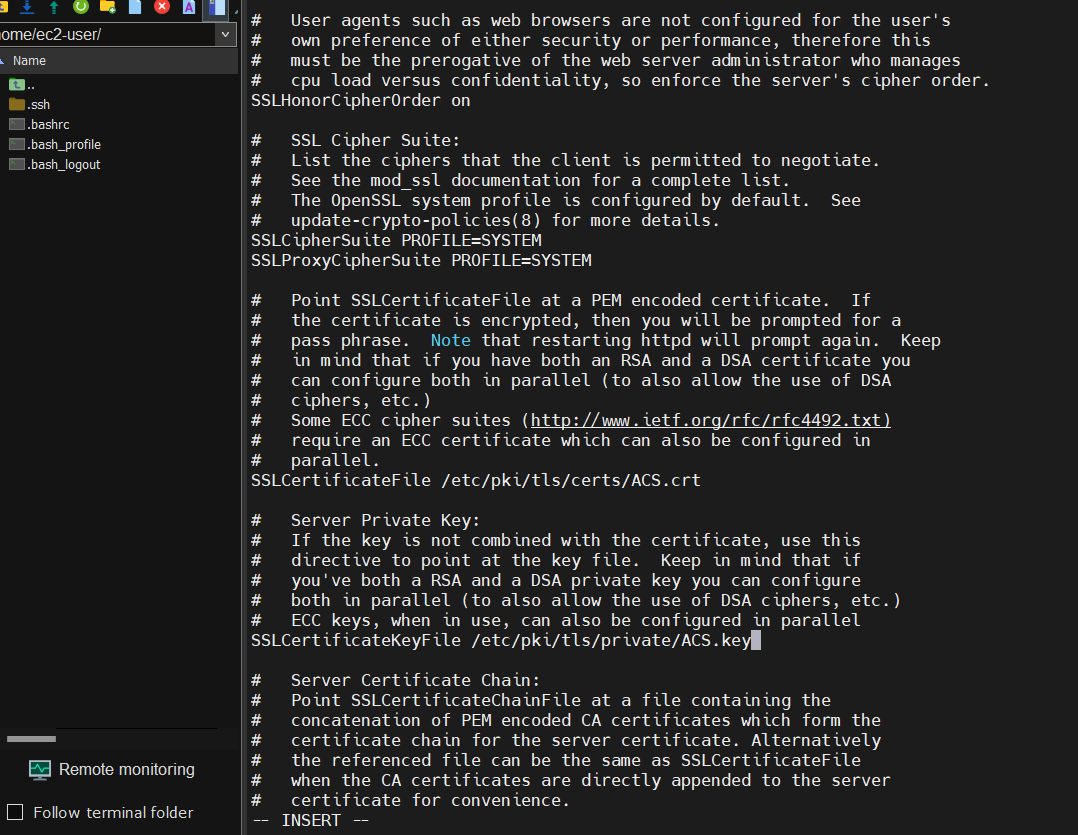 ome/ec2-user/
Name
..
.ssh
.bashrc
.bash_profile
.bash_logout
Remote monitoring
Follow terminal folder
#   User agents such as web browsers are not configured for the user's
#   own preference of either security or performance, therefore this
#   must be the prerogative of the web server administrator who manages
#   cpu load versus confidentiality, so enforce the server's cipher order.
SSLHonorCipherOrder on
#   SSL Cipher Suite:
#   List the ciphers that the client is permitted to negotiate.
#   See the mod_ssl documentation for a complete list.
#   The OpenSSL system profile is configured by default.  See
#   update-crypto-policies(8) for more details.
SSLCipherSuite PROFILE=SYSTEM
SSLProxyCipherSuite PROFILE=SYSTEM
#   Point SSLCertificateFile at a PEM encoded certificate.  If
#   the certificate is encrypted, then you will be prompted for a
#   pass phrase.  Note that restarting httpd will prompt again.  Keep
#   in mind that if you have both an RSA and a DSA certificate you
#   can configure both in parallel (to also allow the use of DSA
#   ciphers, etc.)
#   Some ECC cipher suites (http://www.ietf.org/rfc/rfc4492.txt)
#   require an ECC certificate which can also be configured in
#   parallel.
SSLCertificateFile /etc/pki/tls/certs/ACS.crt
#   Server Private Key:
#   If the key is not combined with the certificate, use this
#   directive to point at the key file.  Keep in mind that if
#   you've both a RSA and a DSA private key you can configure
#   both in parallel (to also allow the use of DSA ciphers, etc.)
#   ECC keys, when in use, can also be configured in parallel
SSLCertificateKeyFile /etc/pki/tls/private/ACS.key
#   Server Certificate Chain:
#   Point SSLCertificateChainFile at a file containing the
#   concatenation of PEM encoded CA certificates which form the
#   certificate chain for the server certificate. Alternatively
#   the referenced file can be the same as SSLCertificateFile
#   when the CA certificates are directly appended to the server
#   certificate for convenience.
-- INSERT --